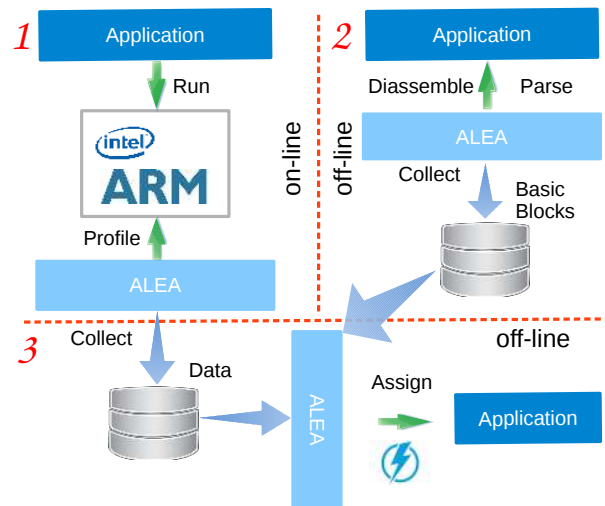 1
Application
Run
intel
ARM
Profile
ALEA
on-line
off-line
2
Application
Diassemble
Parse
ALEA
Collect
Basic
Blocks
3
off-line
Collect
Data
ALEA
Assign
Application